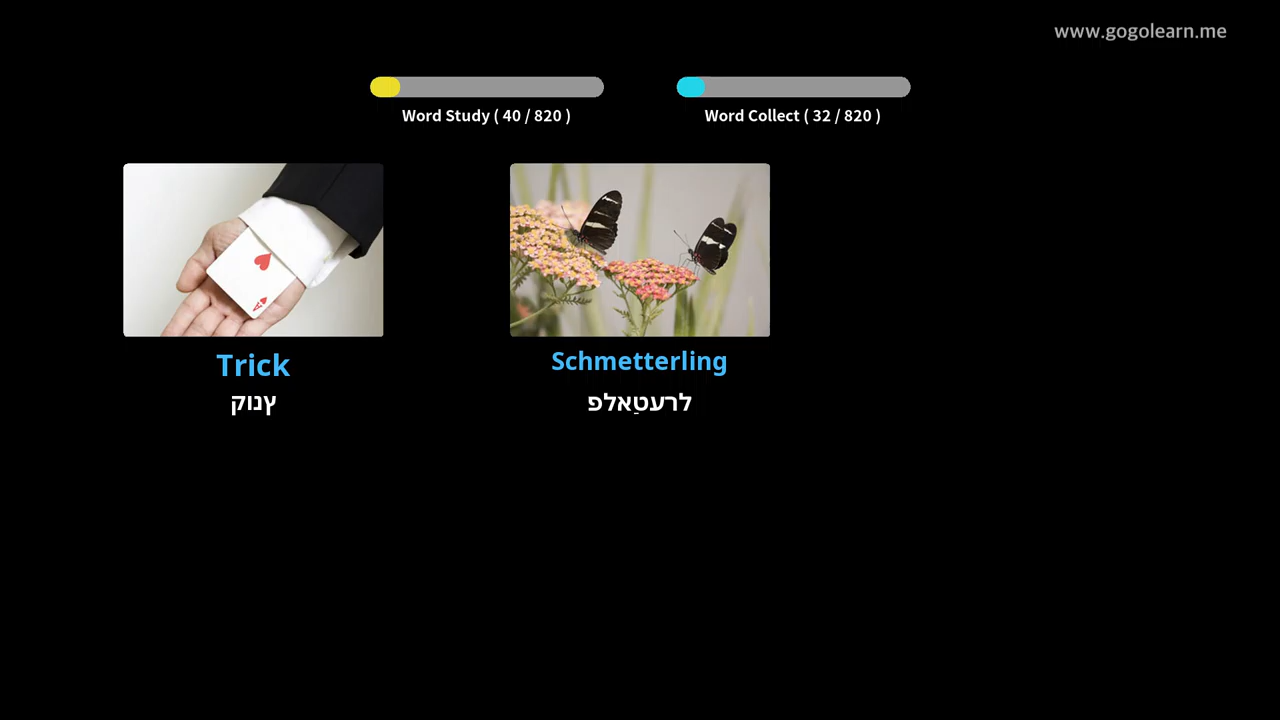 www.gogolearn.me
Word Study ( 40 / 820 )
Word Collect ( 32 / 820 )
Trick
ץנוק
Schmetterling
לרעטַאלפ